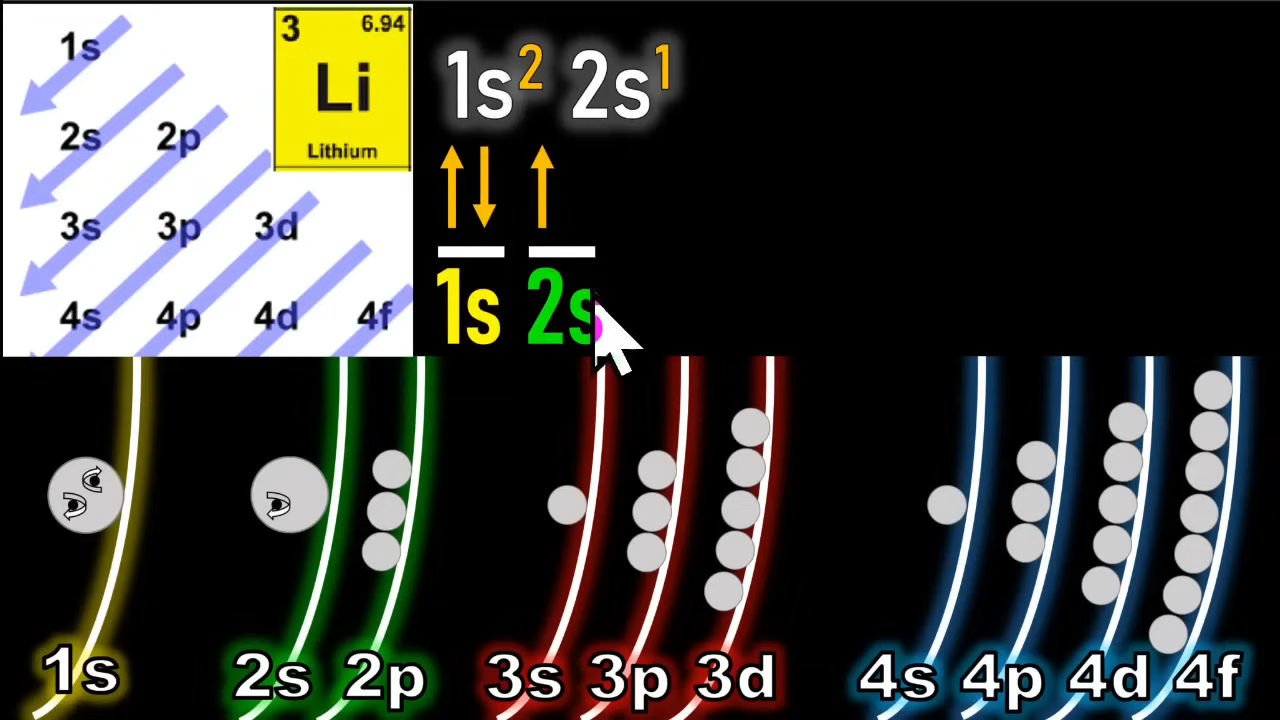 1s
2s 2p
3s 3p 3d
4s 4p 4d 4f
3 6.94
Li
Lithium
1s² 2s¹
1s 2s
1s 2s 2p 3s 3p 3d 4s 4p 4d 4f